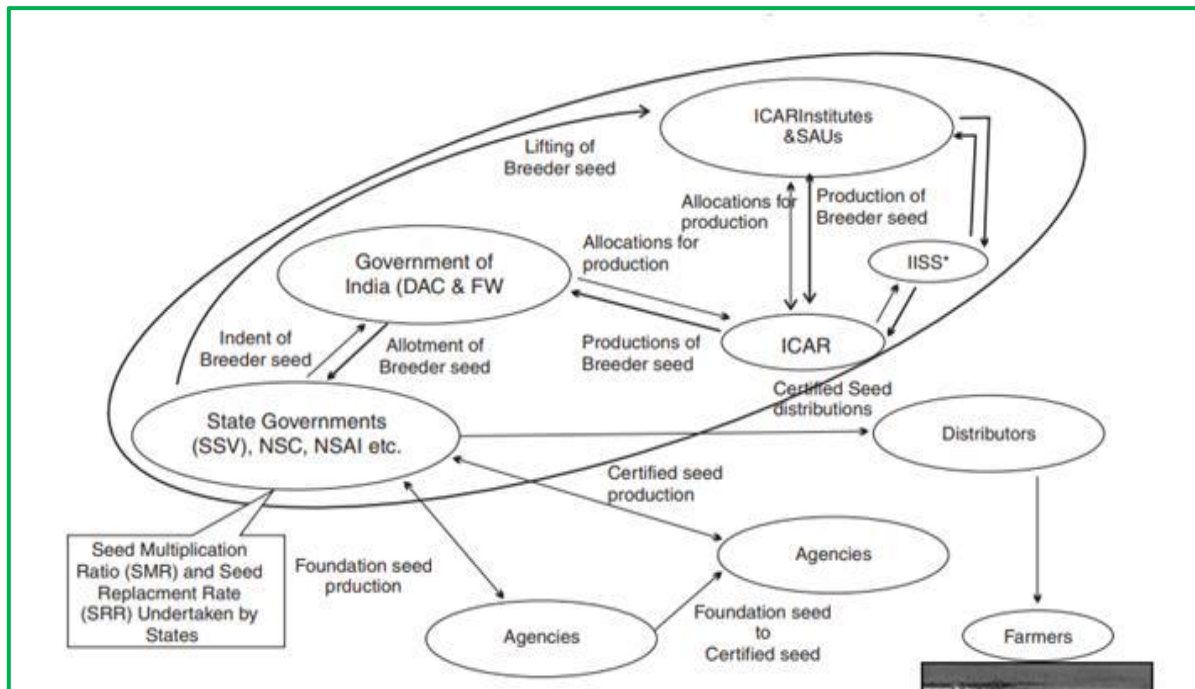 ICARInstitutes
&SAUs
Lifting of
Breeder seed
Allocations for
production
Production of
Breeder seed
Government of
India (DAC & FW
Allocations for
production
IISS*
Indent of
Breeder seed
Allotment of
Breeder seed
Productions of
Breeder seed
ICAR
State Governments
(SSV), NSC, NSAI etc.
Certified Seed
distributions
Distributors
Certified seed
production
Seed Multiplication
Ratio (SMR) and Seed
Replacment Rate
(SRR) Undertaken by
States
Foundation seed
prduction
Agencies
Agencies
Foundation seed
to
Certified seed
Farmers